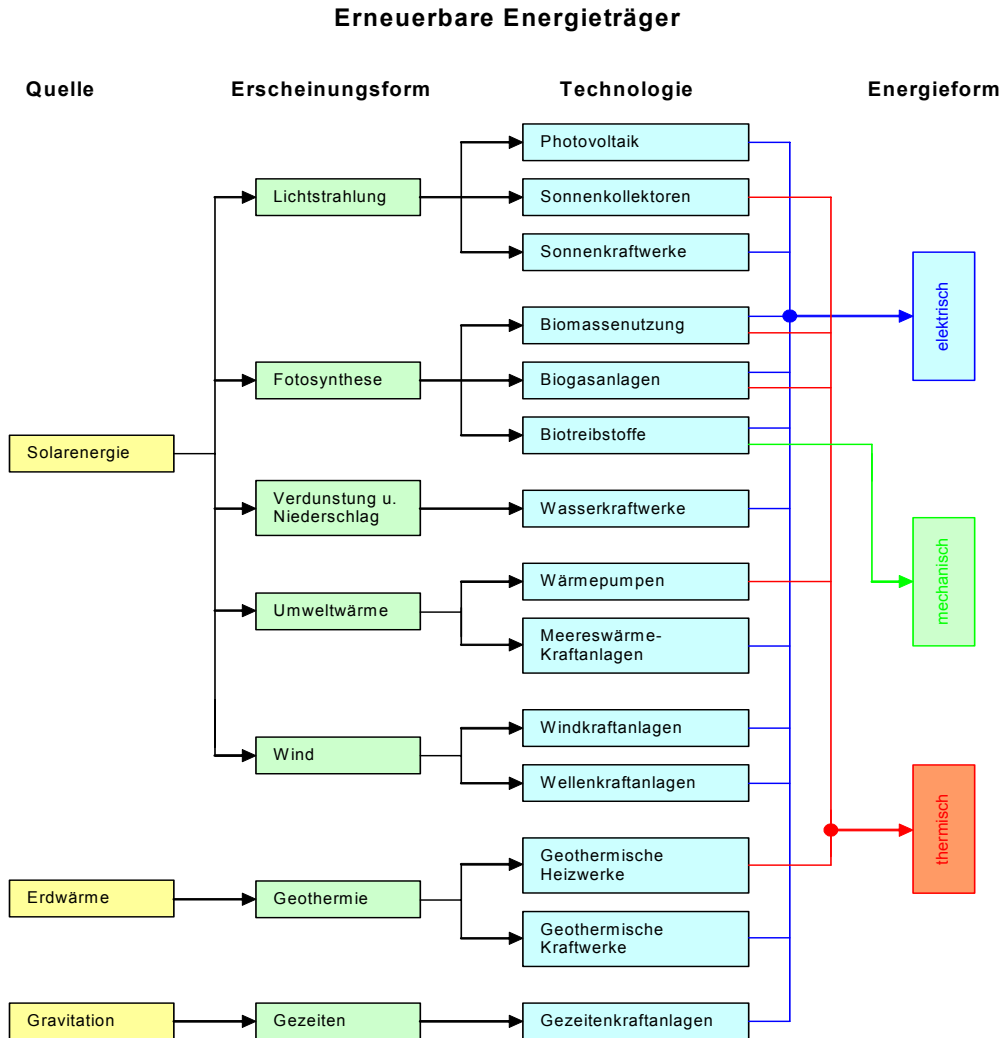 Erneuerbare Energieträger
Quelle
Erscheinungsform
Technologie
Energieform
Photovoltaik
Lichtstrahlung
Sonnenkollektoren
Sonnenkraftwerke
elektrisch
Biomassenutzung
Fotosynthese
Biogasanlagen
Biotreibstoffe
Solarenergie
Verdunstung u.
Niederschlag
Wasserkraftwerke
mechanisch
Wärmepumpen
Umweltwärme
Meereswärme-
Kraftanlagen
Windkraftanlagen
Wind
Wellenkraftanlagen
thermisch
Geothermische
Heizwerke
Erdwärme
Geothermie
Geothermische
Kraftwerke
Gravitation
Gezeiten
Gezeitenkraftanlagen